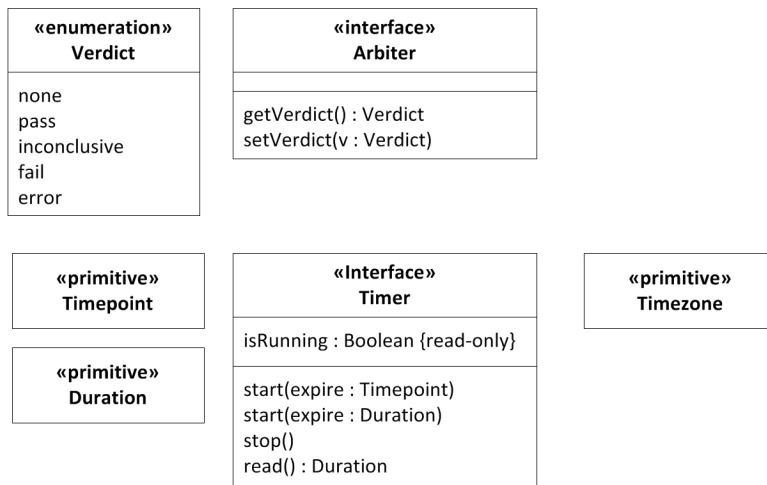 «enumeration»
Verdict
none
pass
inconclusive
fail
error
«interface»
Arbiter
getVerdict() : Verdict
setVerdict(v : Verdict)
«primitive»
Timepoint
«primitive»
Duration
«Interface»
Timer
isRunning : Boolean {read-only}
start(expire : Timepoint)
start(expire : Duration)
stop()
read() : Duration
«primitive»
Timezone